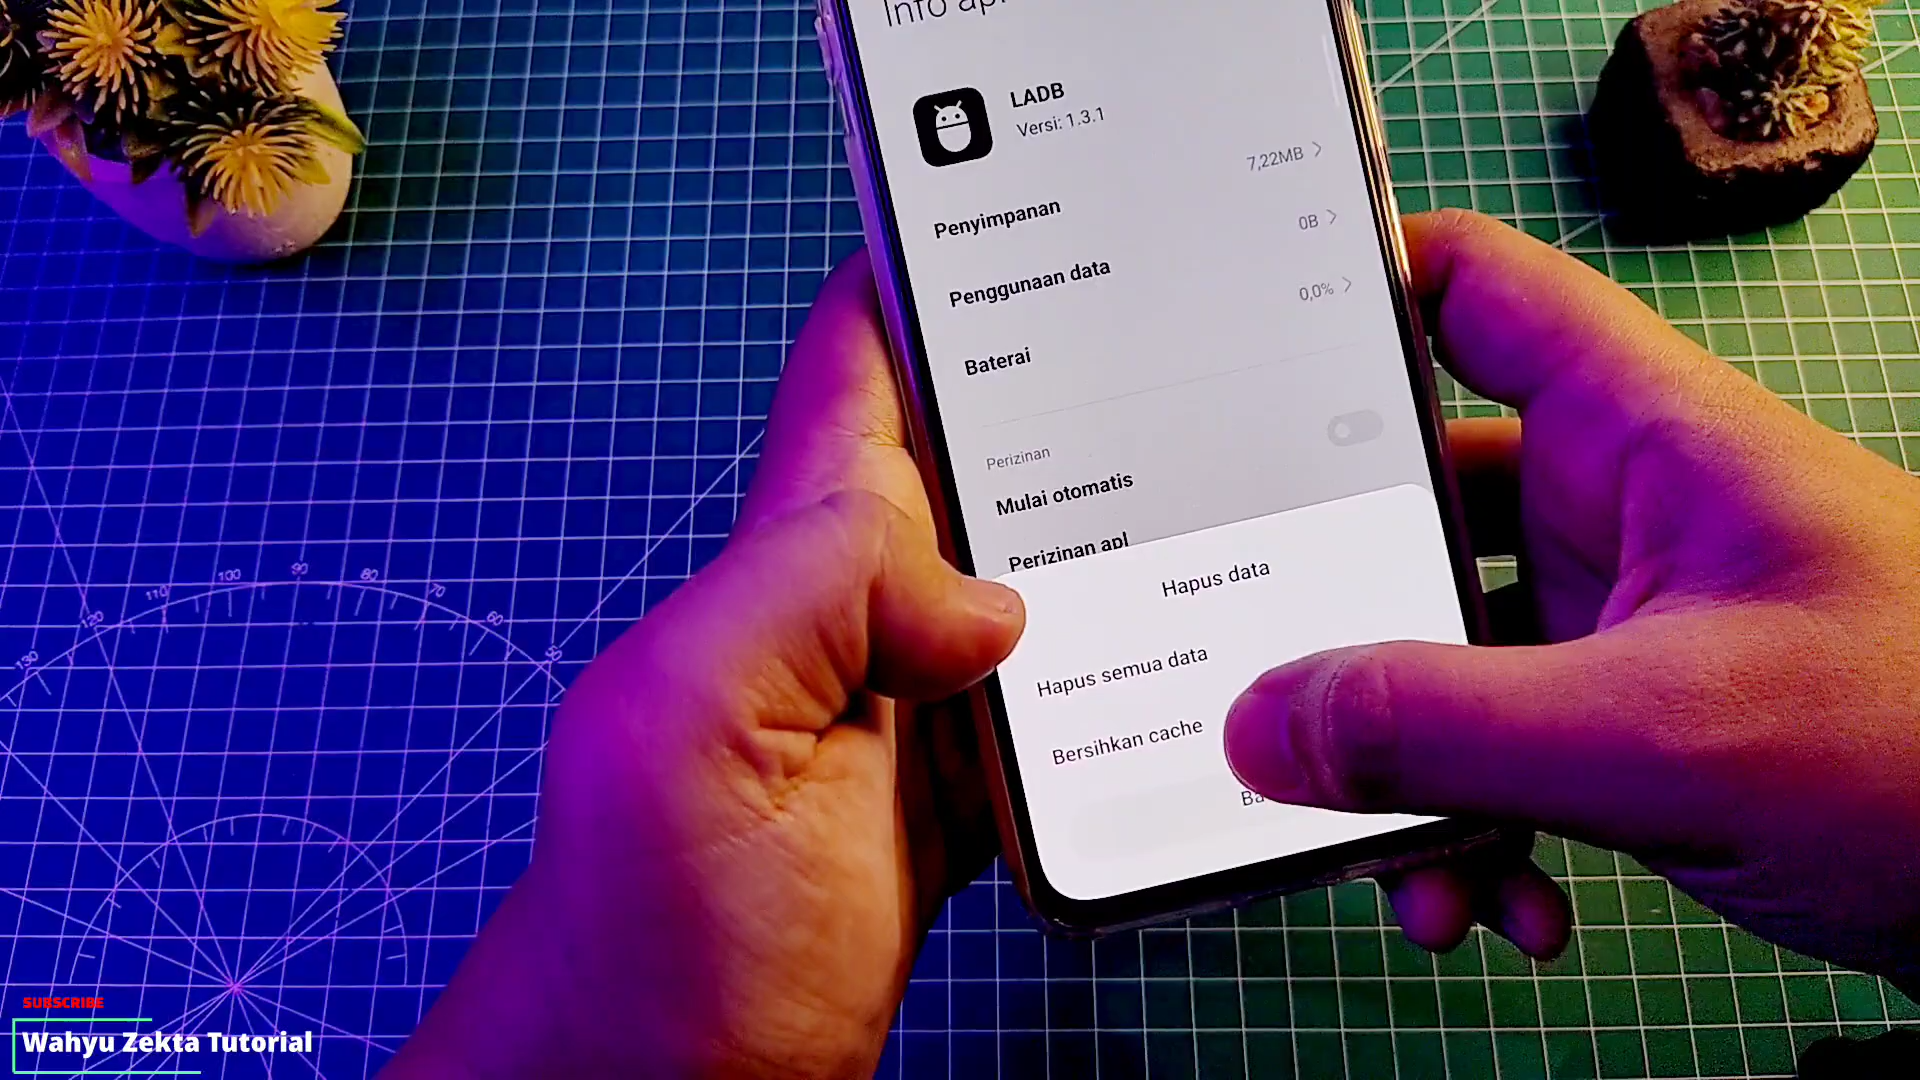 Info
LADB
Versi: 1.3.1
Penyimpanan
7,22MB
Penggunaan data
0B
Baterai
0,0%
Perizinan
Mulai otomatis
Perizinan apl
Hapus data
Hapus semua data
Bersihkan cache
130
120
110
100
90
80
70
60
50
SUBSCRIBE
Wahyu Zekta Tutorial